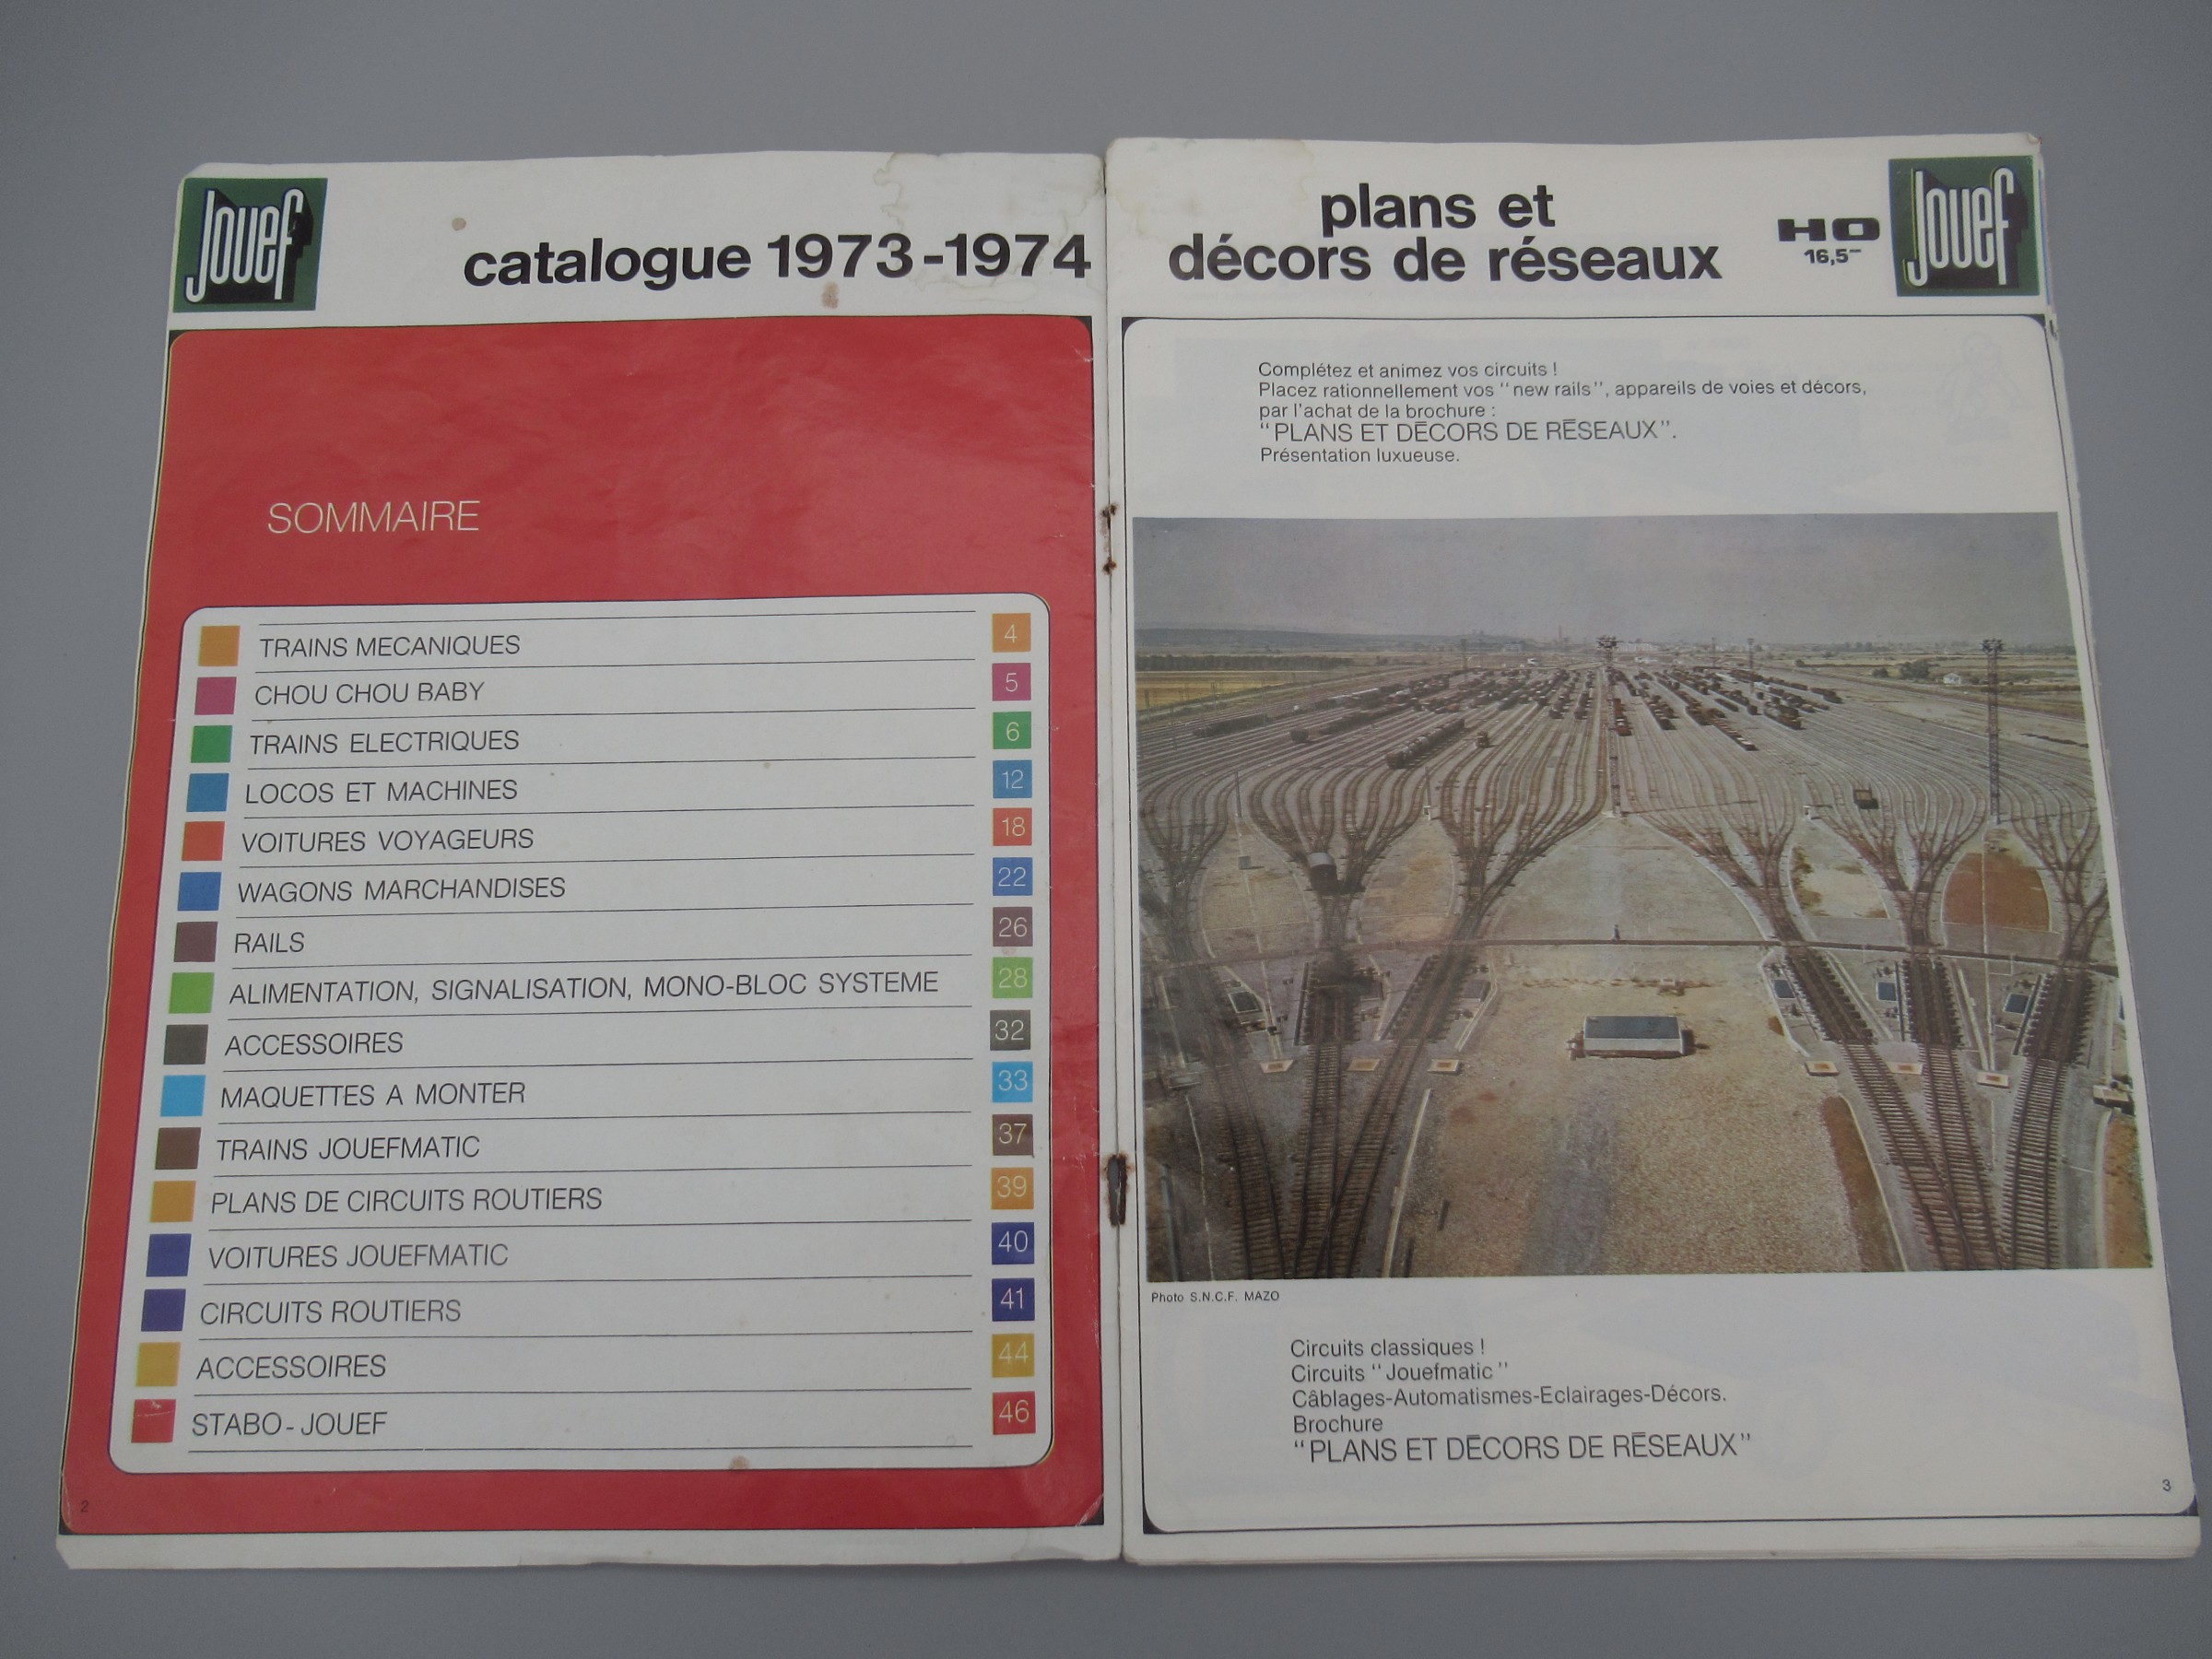 Jouef
catalogue 1973-1974
SOMMAIRE
TRAINS MECANIQUES 4
CHOU CHOU BABY 5
TRAINS ELECTRIQUES 6
LOCOS ET MACHINES 12
VOITURES VOYAGEURS 18
WAGONS MARCHANDISES 22
RAILS 26
ALIMENTATION, SIGNALISATION, MONO-BLOC SYSTEME 28
ACCESSOIRES 32
MAQUETTES A MONTER 33
TRAINS JOUEFMATIC 37
PLANS DE CIRCUITS ROUTIERS 39
VOITURES JOUEFMATIC 40
CIRCUITS ROUTIERS 41
ACCESSOIRES 44
STABO-JOUEF 46
2
plans et
décors de réseaux
HO
16,5mm
Jouef
Complétez et animez vos circuits !
Placez rationnellement vos "new rails", appareils de voies et décors,
par l'achat de la brochure :
"PLANS ET DÉCORS DE RÉSEAUX".
Présentation luxueuse.
Photo S.N.C.F. MAZO
Circuits classiques !
Circuits "Jouefmatic"
Câblages-Automatismes-Eclairages-Décors.
Brochure
"PLANS ET DÉCORS DE RÉSEAUX"
3